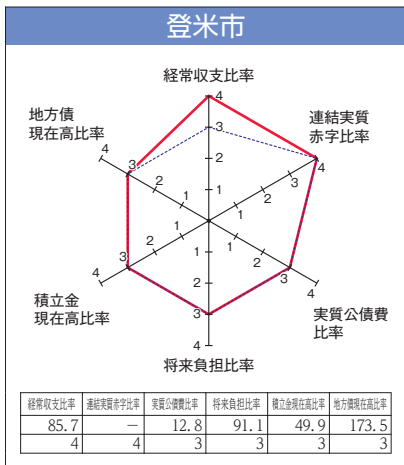 登米市
経常収支比率
4
3
2
1
連結実質
赤字比率
4
3
2
1
実質公債費
比率
4
3
2
1
将来負担比率
4
3
2
1
積立金
現在高比率
4
3
2
1
地方債
現在高比率
4
3
2
1
経常収支比率 連結実質赤字比率 実質公債費比率 将来負担比率 積立金現在高比率 地方債現在高比率
85.7 － 12.8 91.1 49.9 173.5
4 4 3 3 3 3